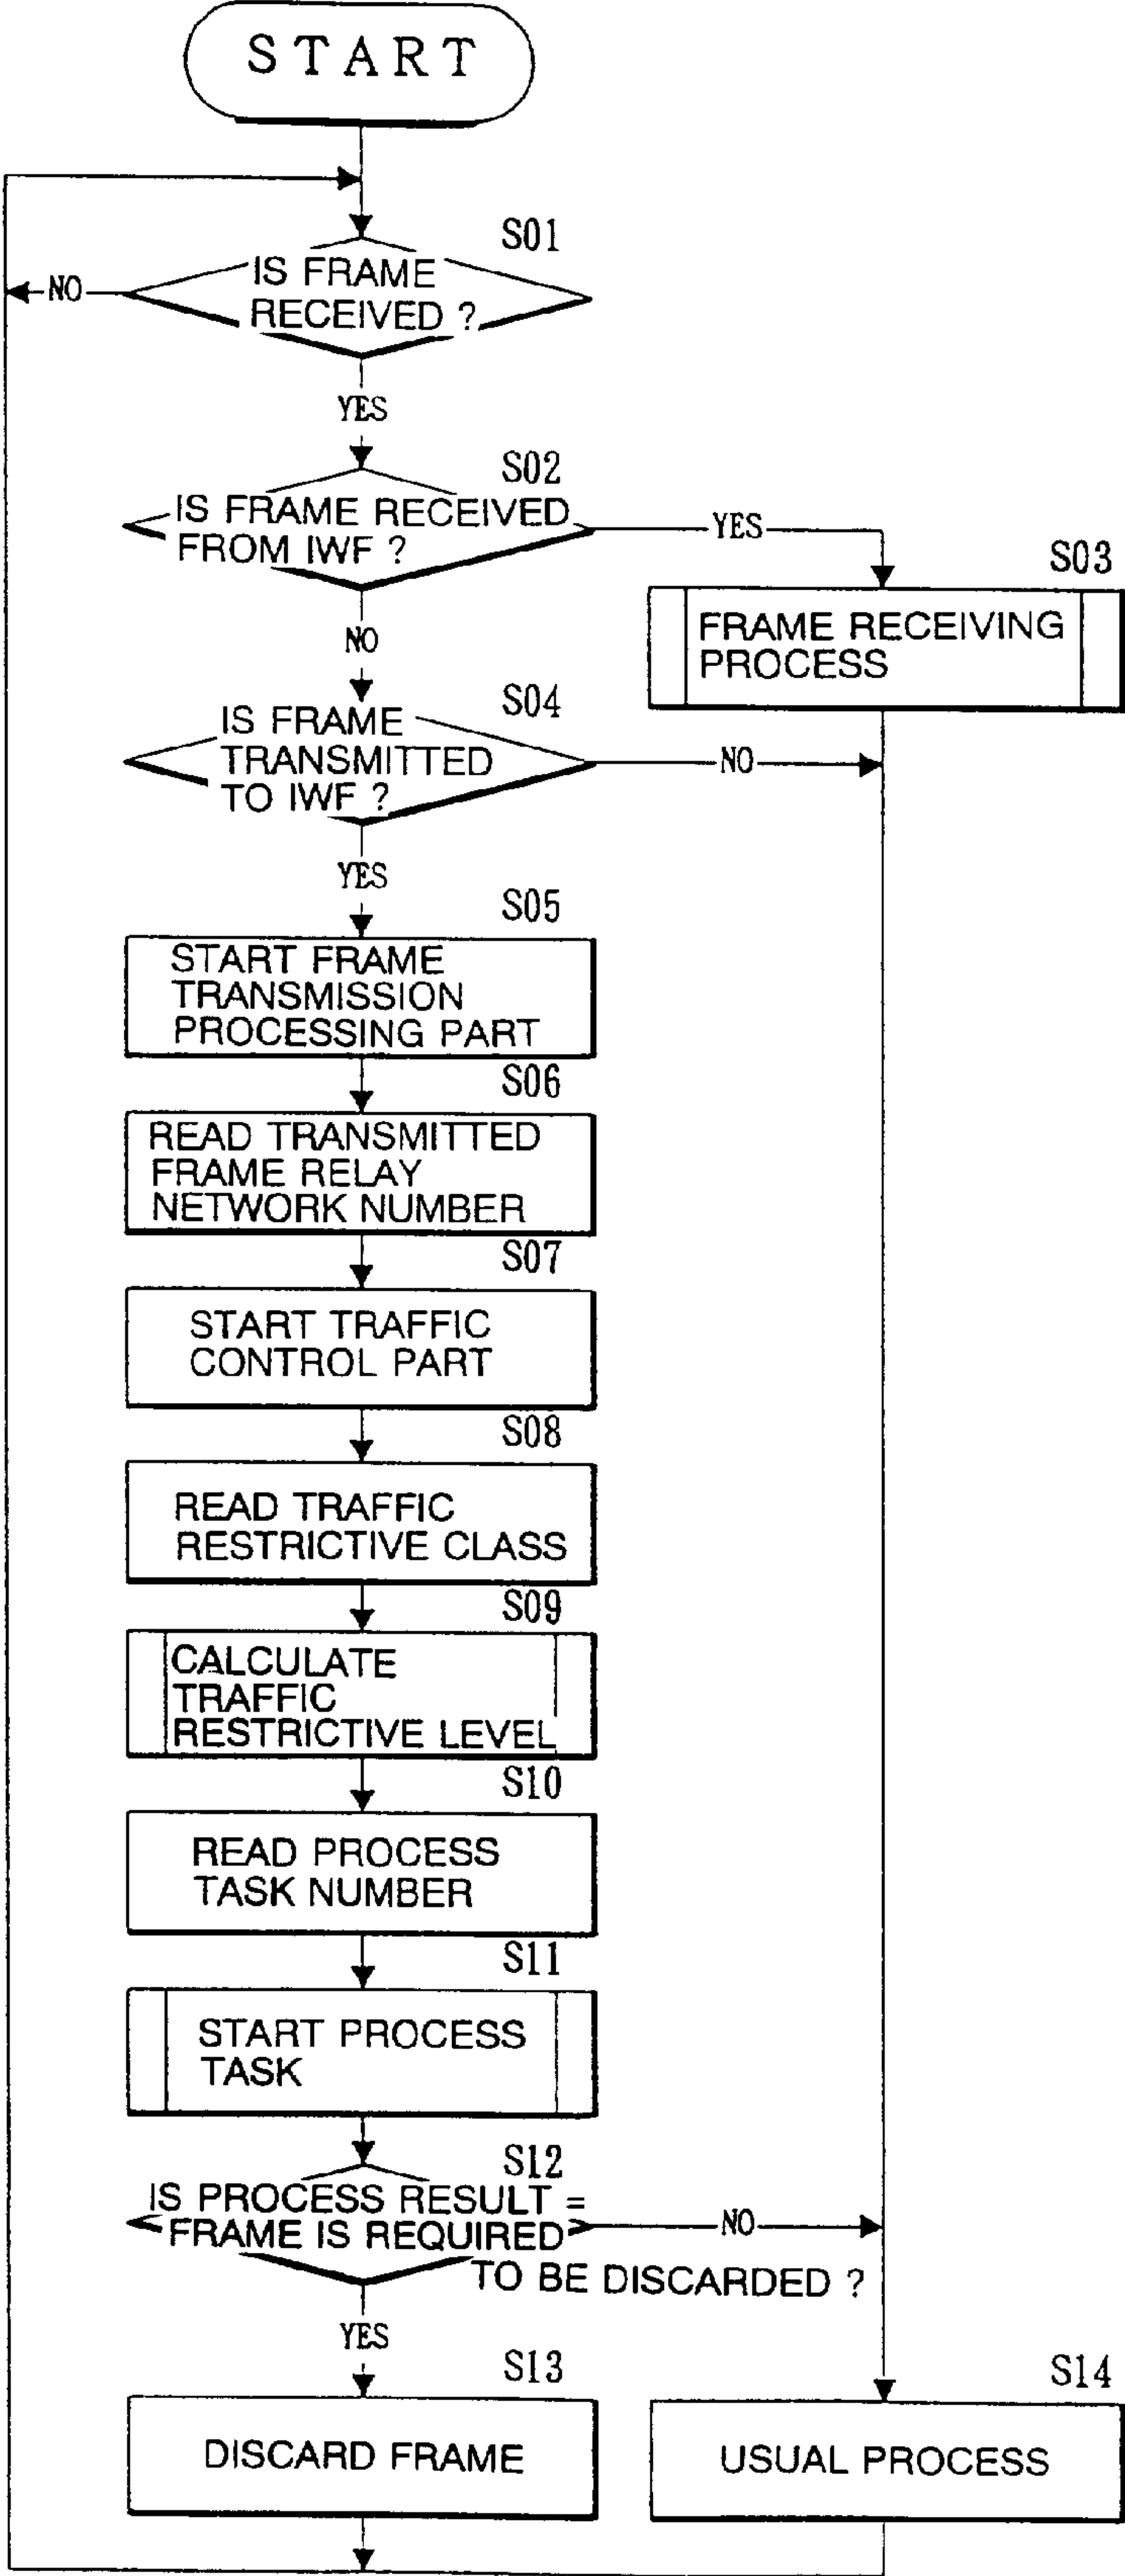 START
S01
IS FRAME
RECEIVED ?
NO
YES
S02
IS FRAME RECEIVED
FROM IWF ?
YES
S03
FRAME RECEIVING
PROCESS
NO
S04
IS FRAME
TRANSMITTED
TO IWF ?
NO
YES
S05
START FRAME
TRANSMISSION
PROCESSING PART
S06
READ TRANSMITTED
FRAME RELAY
NETWORK NUMBER
S07
START TRAFFIC
CONTROL PART
S08
READ TRAFFIC
RESTRICTIVE CLASS
S09
CALCULATE
TRAFFIC
RESTRICTIVE LEVEL
S10
READ PROCESS
TASK NUMBER
S11
START PROCESS
TASK
S12
IS PROCESS RESULT =
FRAME IS REQUIRED
TO BE DISCARDED ?
NO
YES
S13
DISCARD FRAME
S14
USUAL PROCESS